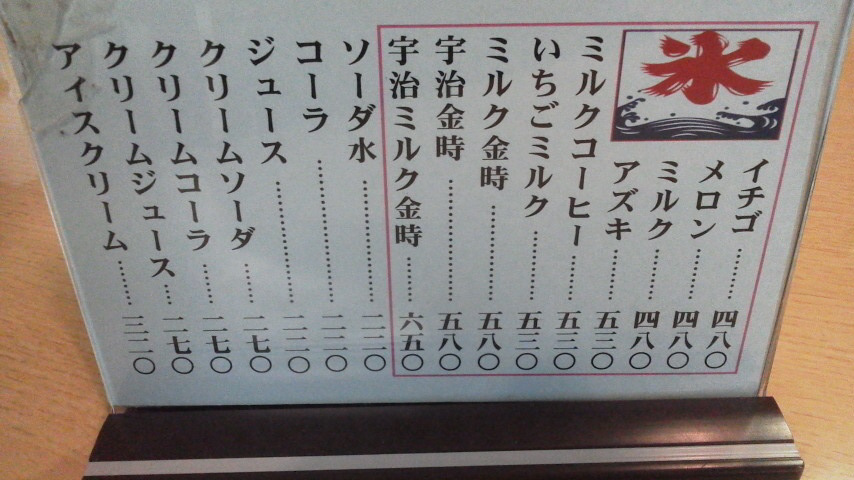 氷
イチゴ………四八〇
メロン………四八〇
ミルク………四八〇
アズキ………五三〇
ミルクコーヒー……五三〇
いちごミルク………五三〇
ミルク金時…………五八〇
宇治金時……………五八〇
宇治ミルク金時……六五〇
ソーダ水……………二二〇
コーラ………………二二〇
ジュース……………二二〇
クリームソーダ……二七〇
クリームコーラ……二七〇
クリームジュース…二七〇
アイスクリーム……三二〇